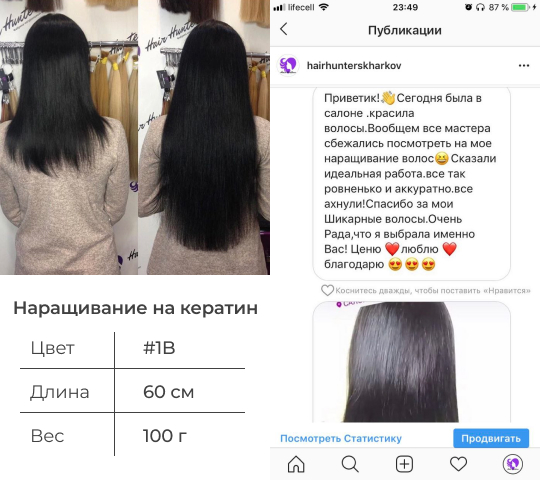 Hair Hunters
Hair Hunters
Наращивание на кератин
Цвет #1B
Длина 60 см
Вес 100 г
lifecell 23:49 87 %
Публикации
hairhunterskharkov
Приветик!👋Сегодня была в
салоне .красила
волосы.Вообщем все мастера
сбежались посмотреть на мое
наращивание волос😆Сказали
идеальная работа.все так
ровненько и аккуратно.все
ахнули!Спасибо за мои
Шикарные волосы.Очень
Рада,что я выбрала именно
Вас! Ценю ❤️люблю ❤️
благодарю 😍😍😍
Коснитесь дважды, чтобы поставить «Нравится»
Посмотреть Статистику
Продвигать